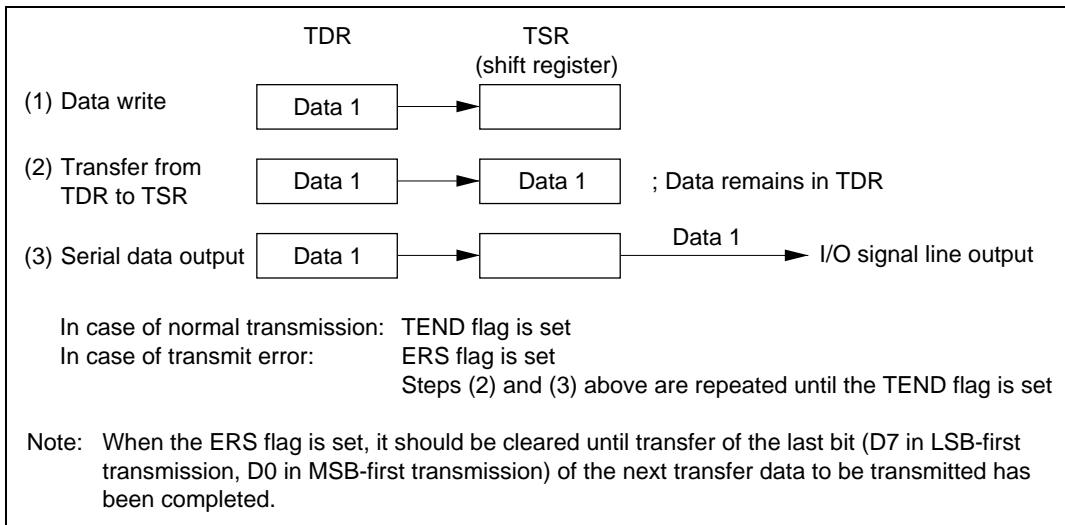 TDR TSR
(shift register)
(1) Data write Data 1
(2) Transfer from
TDR to TSR Data 1 Data 1 ; Data remains in TDR
(3) Serial data output Data 1 Data 1 I/O signal line output
In case of normal transmission: TEND flag is set
In case of transmit error: ERS flag is set
Steps (2) and (3) above are repeated until the TEND flag is set
Note: When the ERS flag is set, it should be cleared until transfer of the last bit (D7 in LSB-first
transmission, D0 in MSB-first transmission) of the next transfer data to be transmitted has
been completed.